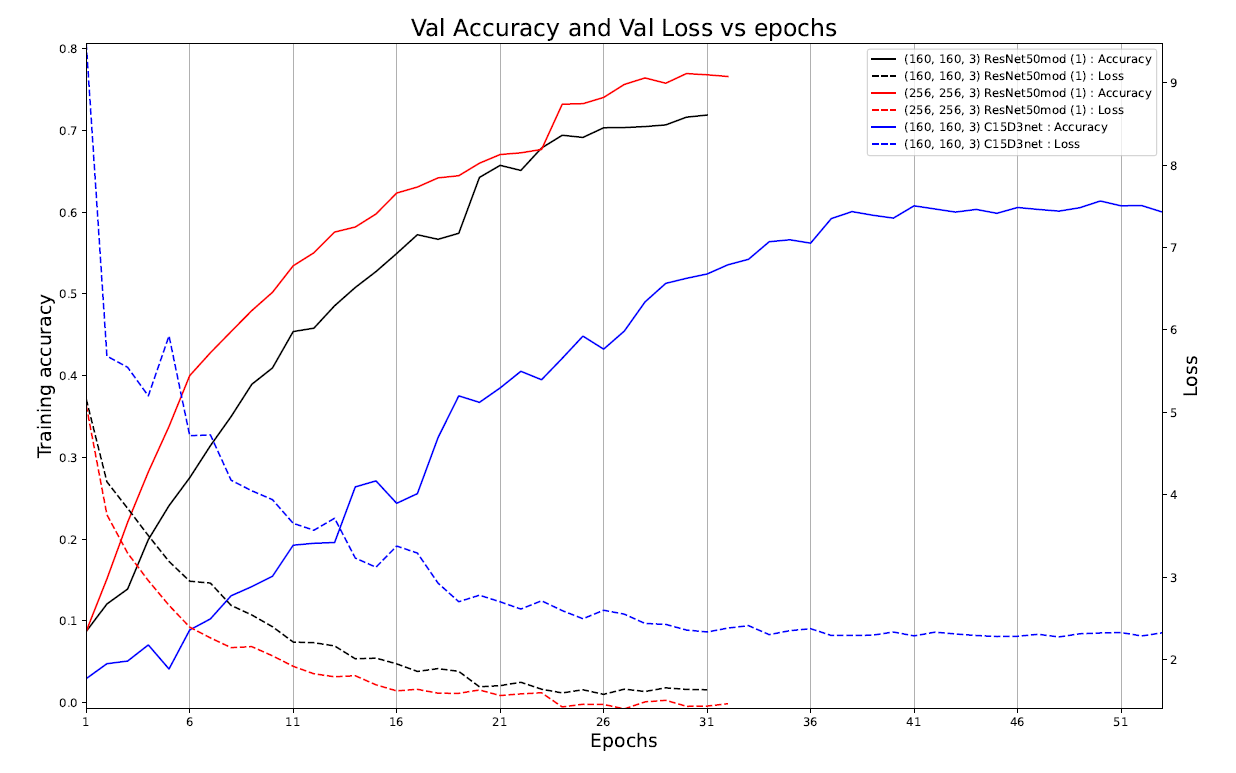 Val Accuracy and Val Loss vs epochs
(160, 160, 3) ResNet50mod (1) : Accuracy
(160, 160, 3) ResNet50mod (1) : Loss
(256, 256, 3) ResNet50mod (1) : Accuracy
(256, 256, 3) ResNet50mod (1) : Loss
(160, 160, 3) C15D3net : Accuracy
(160, 160, 3) C15D3net : Loss
Training accuracy
0.8
0.7
0.6
0.5
0.4
0.3
0.2
0.1
0.0
9
8
7
6
5
4
3
2
Loss
1 6 11 16 21 26 31 36 41 46 51
Epochs